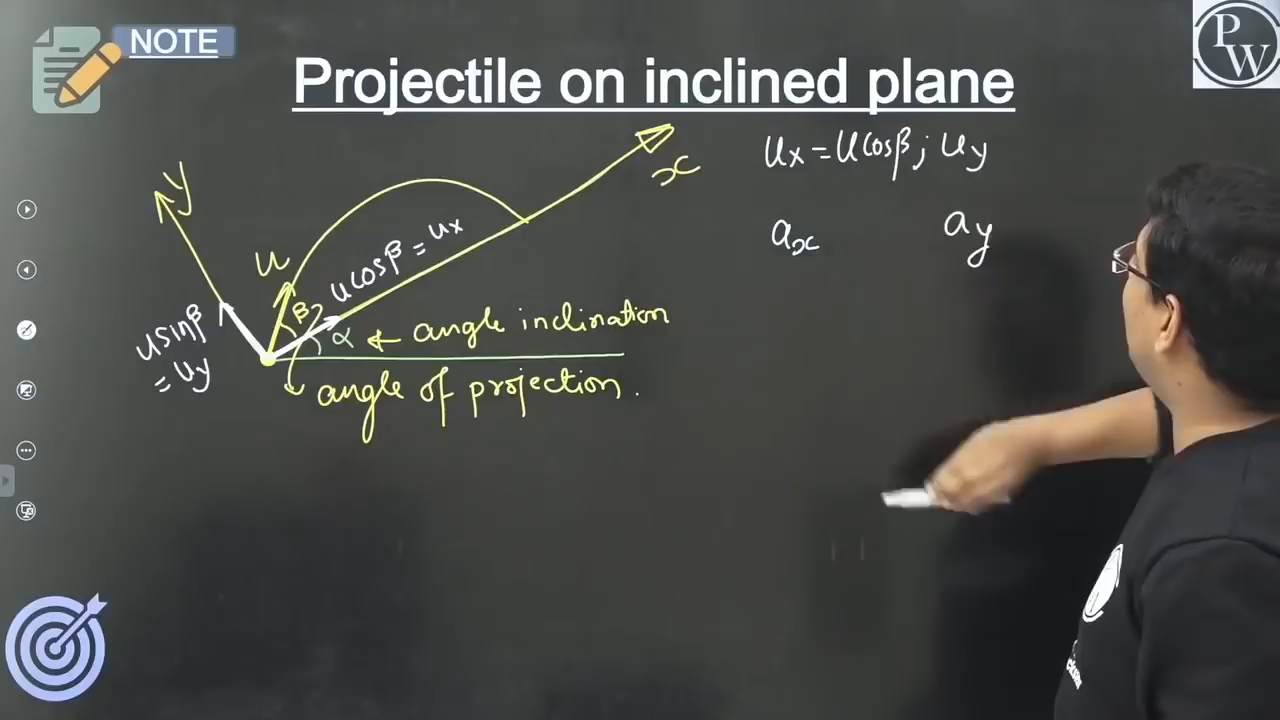 NOTE
Projectile on inclined plane
PW
y
x
u
β
α
u cosβ = ux
u sinβ
= uy
← angle inclination
angle of projection.
ux = u cosβ ; uy
ax ay